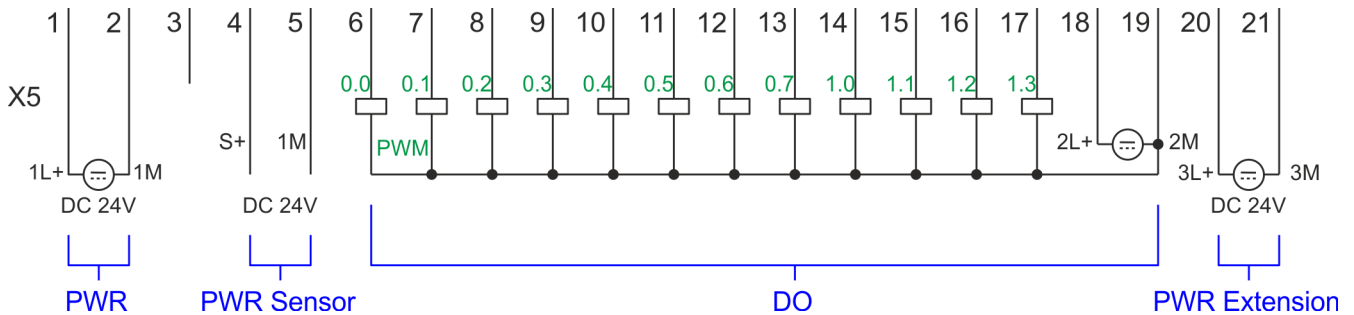 1 2 3 4 5 6 7 8 9 10 11 12 13 14 15 16 17 18 19 20 21
0.0 0.1 0.2 0.3 0.4 0.5 0.6 0.7 1.0 1.1 1.2 1.3
X5
S+ 1M PWM 2L+ 2M
1L+ 1M 3L+ 3M
DC 24V DC 24V DC 24V
PWR PWR Sensor DO PWR Extension